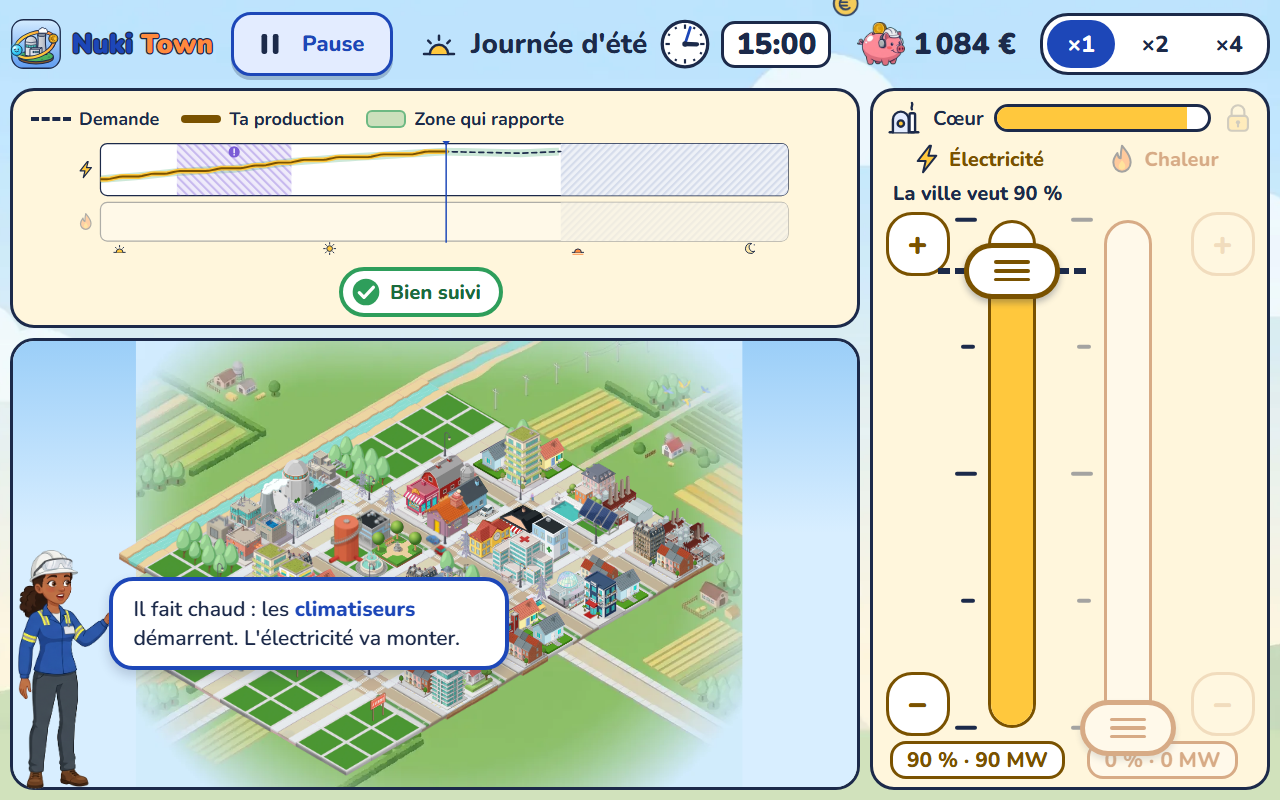 Nuki Town
Pause
Journée d'été
15:00
1 084 €
×1
×2
×4
Demande
Ta production
Zone qui rapporte
Bien suivi
Il fait chaud : les climatiseurs
démarrent. L'électricité va monter.
Cœur
Électricité
Chaleur
La ville veut 90 %
90 % · 90 MW
0 % · 0 MW